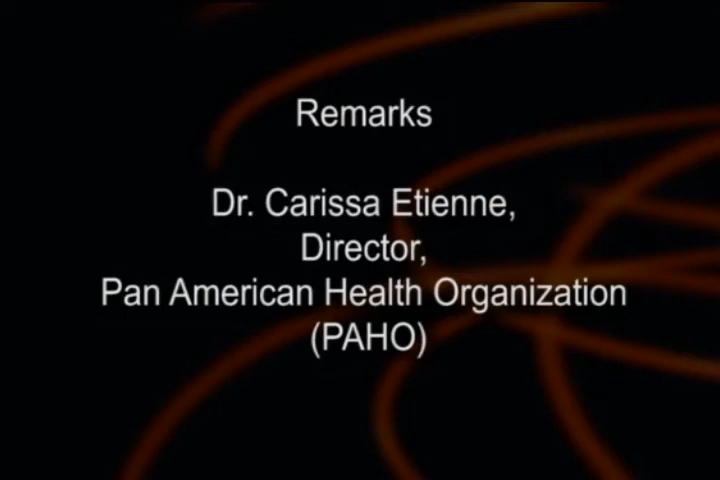 Remarks
Dr. Carissa Etienne,
Director,
Pan American Health Organization
(PAHO)